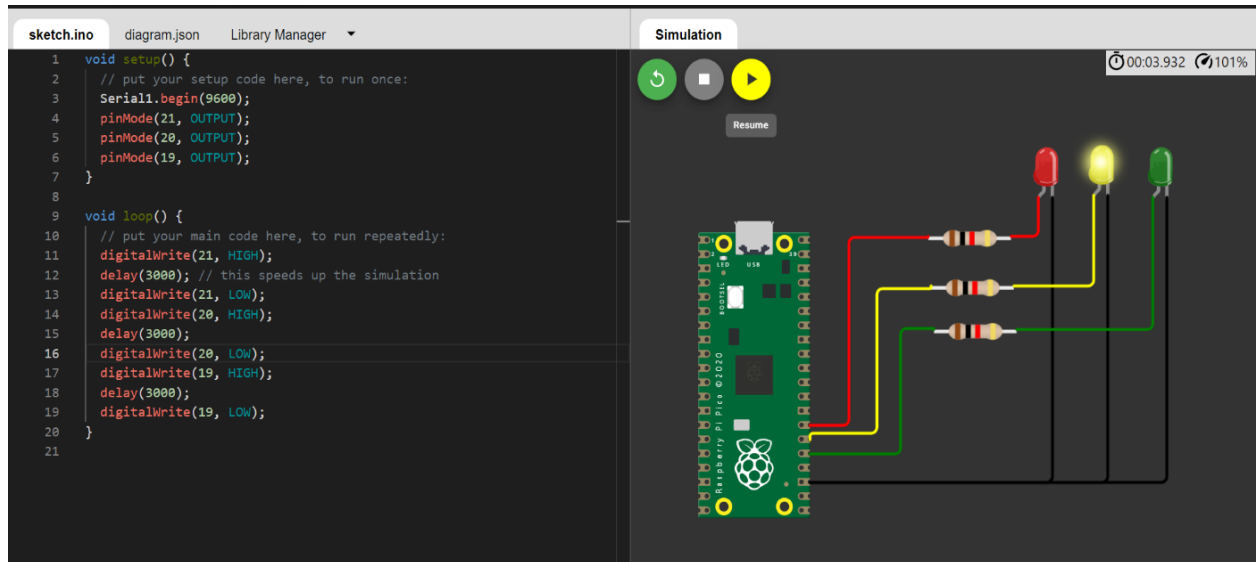 sketch.ino diagram.json Library Manager
1 void setup() {
2 // put your setup code here, to run once:
3 Serial1.begin(9600);
4 pinMode(21, OUTPUT);
5 pinMode(20, OUTPUT);
6 pinMode(19, OUTPUT);
7 }
8
9 void loop() {
10 // put your main code here, to run repeatedly:
11 digitalWrite(21, HIGH);
12 delay(3000); // this speeds up the simulation
13 digitalWrite(21, LOW);
14 digitalWrite(20, HIGH);
15 delay(3000);
16 digitalWrite(20, LOW);
17 digitalWrite(19, HIGH);
18 delay(3000);
19 digitalWrite(19, LOW);
20 }
21
Simulation
00:03.932 101%
Resume
1
2
39
LED USB
BOOTSEL
Raspberry Pi Pico © 2020